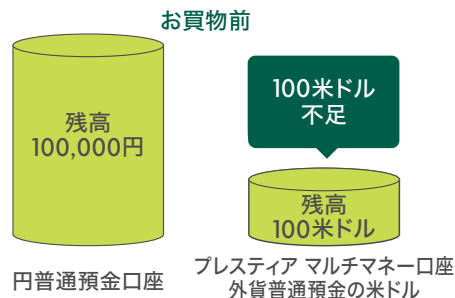 お買物前
残高
100,000円
100米ドル
不足
残高
100米ドル
円普通預金口座
プレスティア マルチマネー口座
外貨普通預金の米ドル